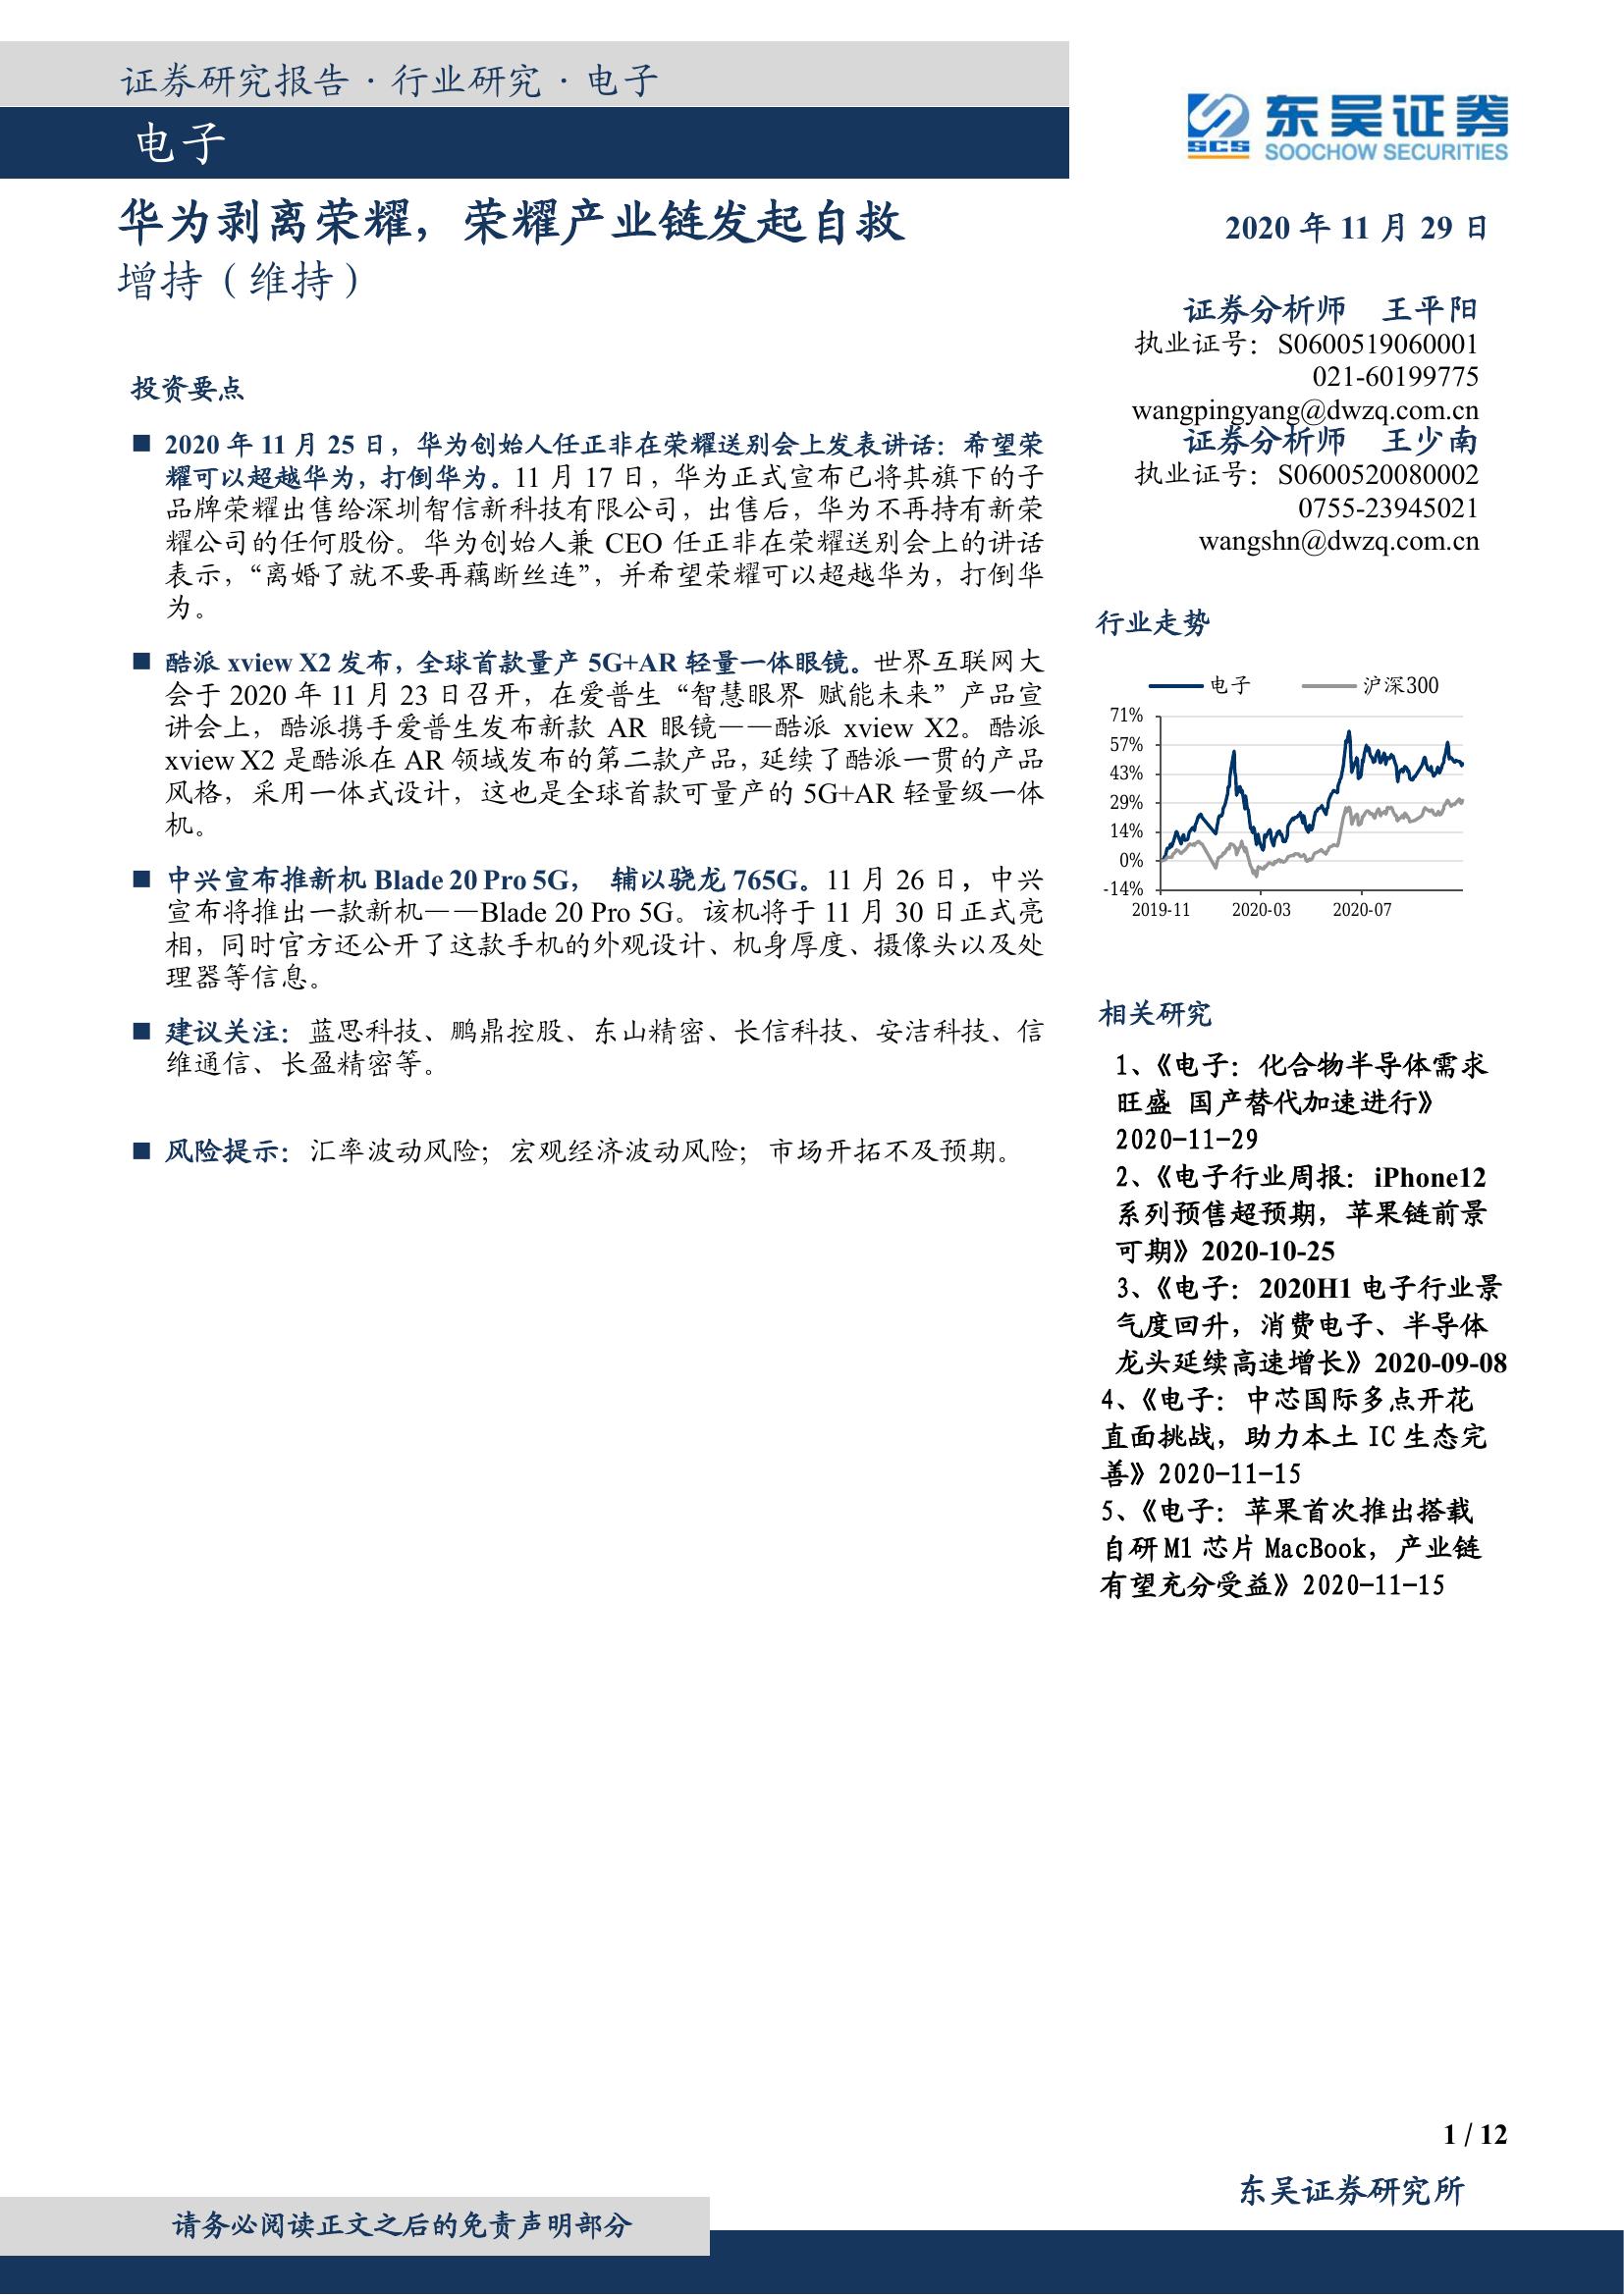 证券研究报告·行业研究·电子
电子
东吴证券
SCS
SOOCHOW SECURITIES
华为剥离荣耀，荣耀产业链发起自救
增持（维持）
2020 年 11 月 29 日
证券分析师 王平阳
执业证号：S0600519060001
021-60199775
wangpingyang@dwzq.com.cn
证券分析师 王少南
执业证号：S0600520080002
0755-23945021
wangshn@dwzq.com.cn
投资要点
■ 2020 年 11 月 25 日，华为创始人任正非在荣耀送别会上发表讲话：希望荣
耀可以超越华为，打倒华为。11 月 17 日，华为正式宣布已将其旗下的子
品牌荣耀出售给深圳智信新科技有限公司，出售后，华为不再持有新荣
耀公司的任何股份。华为创始人兼 CEO 任正非在荣耀送别会上的讲话
表示，“离婚了就不要再藕断丝连”，并希望荣耀可以超越华为，打倒华
为。
■ 酷派 xview X2 发布，全球首款量产 5G+AR 轻量一体眼镜。世界互联网大
会于 2020 年 11 月 23 日召开，在爱普生“智慧眼界 赋能未来”产品宣
讲会上，酷派携手爱普生发布新款 AR 眼镜——酷派 xview X2。酷派
xview X2 是酷派在 AR 领域发布的第二款产品，延续了酷派一贯的产品
风格，采用一体式设计，这也是全球首款可量产的 5G+AR 轻量级一体
机。
■ 中兴宣布推新机 Blade 20 Pro 5G， 辅以骁龙 765G。11 月 26 日，中兴
宣布将推出一款新机——Blade 20 Pro 5G。该机将于 11 月 30 日正式亮
相，同时官方还公开了这款手机的外观设计、机身厚度、摄像头以及处
理器等信息。
■ 建议关注：蓝思科技、鹏鼎控股、东山精密、长信科技、安洁科技、信
维通信、长盈精密等。
■ 风险提示：汇率波动风险；宏观经济波动风险；市场开拓不及预期。
行业走势
电子 沪深300
71%
57%
43%
29%
14%
0%
-14%
2019-11 2020-03 2020-07
相关研究
1、《电子：化合物半导体需求
旺盛 国产替代加速进行》
2020-11-29
2、《电子行业周报：iPhone12
系列预售超预期，苹果链前景
可期》2020-10-25
3、《电子：2020H1 电子行业景
气度回升，消费电子、半导体
龙头延续高速增长》2020-09-08
4、《电子：中芯国际多点开花
直面挑战，助力本土 IC 生态完
善》2020-11-15
5、《电子：苹果首次推出搭载
自研 M1 芯片 MacBook，产业链
有望充分受益》2020-11-15
1 / 12
东吴证券研究所
请务必阅读正文之后的免责声明部分